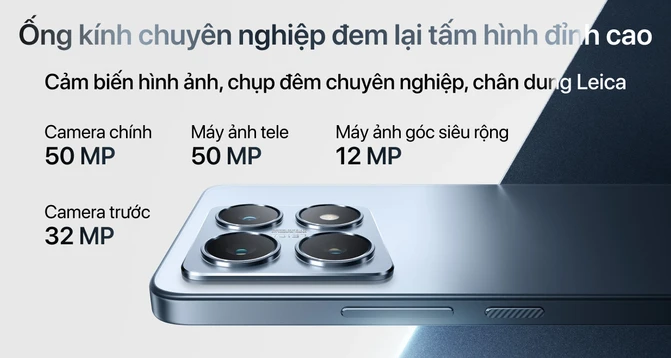 Ống kính chuyên nghiệp đem lại tấm hình đỉnh cao
Cảm biến hình ảnh, chụp đêm chuyên nghiệp, chân dung Leica
Camera chính
50 MP
Máy ảnh tele
50 MP
Máy ảnh góc siêu rộng
12 MP
Camera trước
32 MP